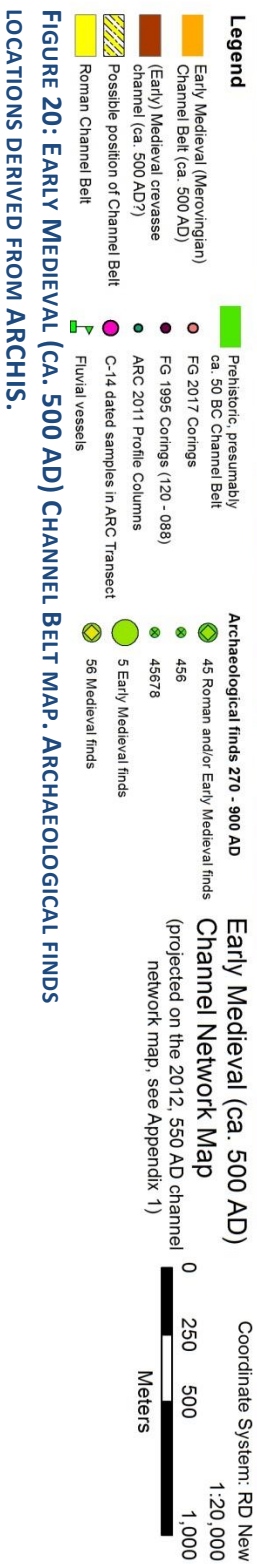 Legend
Early Medieval (Merovingian)
Channel Belt (ca. 500 AD)
(Early) Medieval crevasse
channel (ca. 500 AD?)
Possible position of Channel Belt
Roman Channel Belt
Prehistoric, presumably
ca. 50 BC Channel Belt
FG 2017 Corings
FG 1995 Corings (120 - 088)
ARC 2011 Profile Columns
C-14 dated samples in ARC Transect
Fluvial vessels
Archaeological finds 270 - 900 AD
45 Roman and/or Early Medieval finds
456
45678
5 Early Medieval finds
56 Medieval finds
Early Medieval (ca. 500 AD)
Channel Network Map
(projected on the 2012, 550 AD channel
network map, see Appendix 1)
Coordinate System: RD New
1:20,000
0 250 500 1,000
Meters
FIGURE 20: EARLY MEDIEVAL (CA. 500 AD) CHANNEL BELT MAP. ARCHAEOLOGICAL FINDS
LOCATIONS DERIVED FROM ARCHIS.